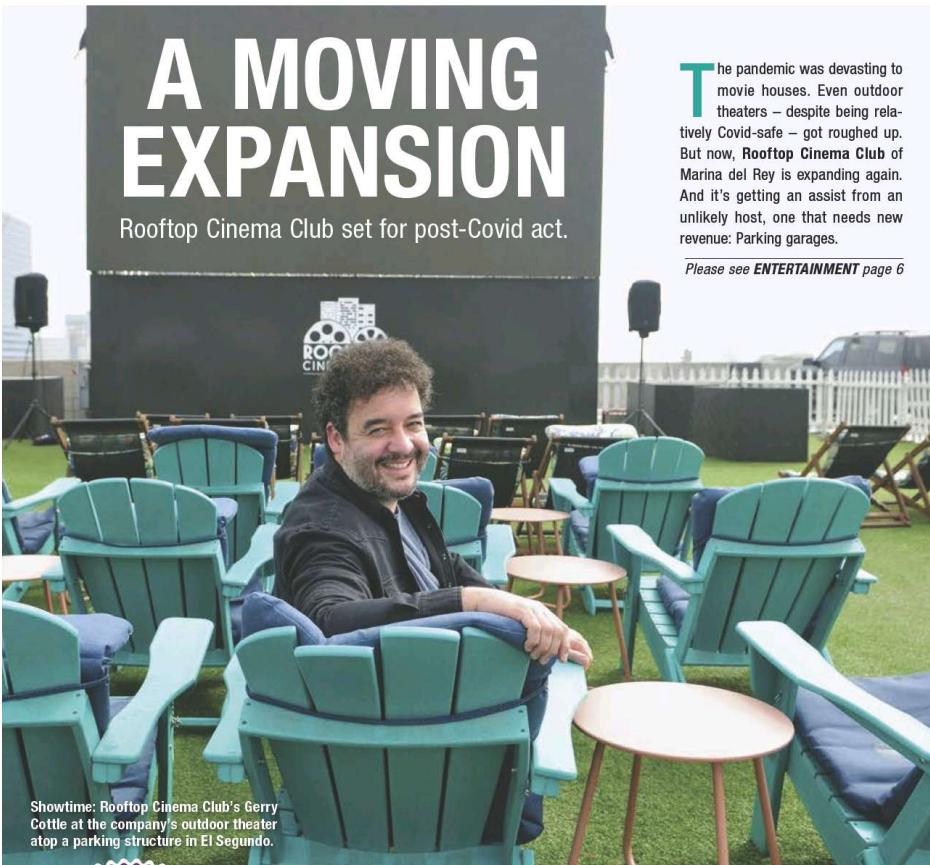 A MOVING
EXPANSION
Rooftop Cinema Club set for post-Covid act.
The pandemic was devasting to
movie houses. Even outdoor
theaters – despite being rela-
tively Covid-safe – got roughed up.
But now, Rooftop Cinema Club of
Marina del Rey is expanding again.
And it's getting an assist from an
unlikely host, one that needs new
revenue: Parking garages.
Please see ENTERTAINMENT page 6
Showtime: Rooftop Cinema Club's Gerry
Cottle at the company's outdoor theater
atop a parking structure in El Segundo.